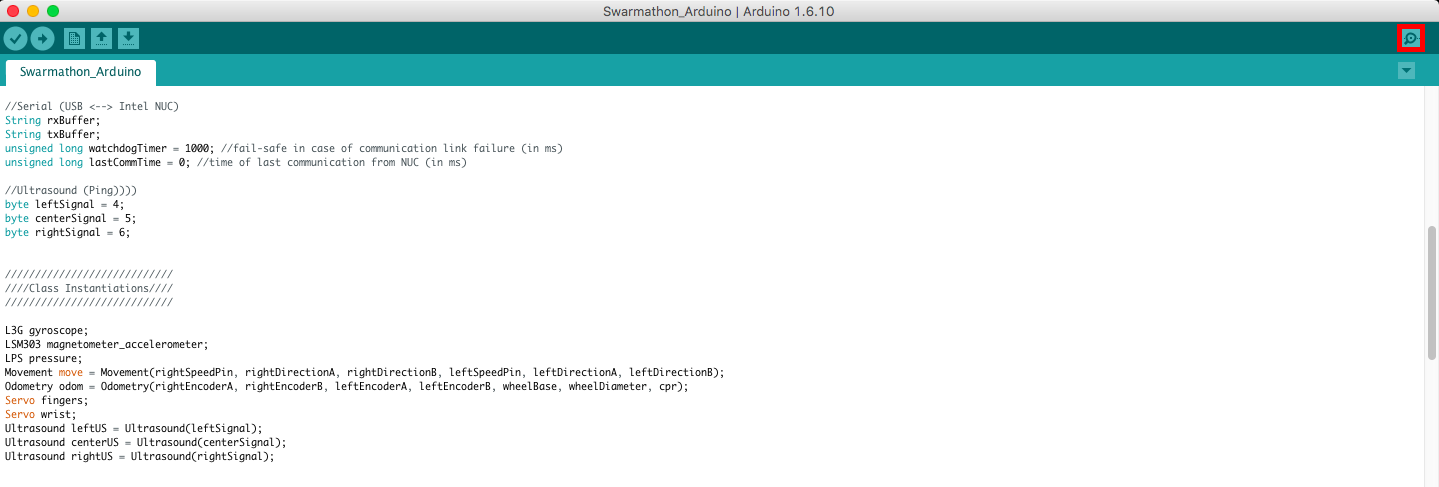 Swarmathon_Arduino | Arduino 1.6.10
Swarmathon_Arduino
//Serial (USB <--> Intel NUC)
String rxBuffer;
String txBuffer;
unsigned long watchdogTimer = 1000; //fail-safe in case of communication link failure (in ms)
unsigned long lastCommTime = 0; //time of last communication from NUC (in ms)
//Ultrasound (Ping))))
byte leftSignal = 4;
byte centerSignal = 5;
byte rightSignal = 6;
////////////////////////////
////Class Instantiations////
////////////////////////////
L3G gyroscope;
LSM303 magnetometer_accelerometer;
LPS pressure;
Movement move = Movement(rightSpeedPin, rightDirectionA, rightDirectionB, leftSpeedPin, leftDirectionA, leftDirectionB);
Odometry odom = Odometry(rightEncoderA, rightEncoderB, leftEncoderA, leftEncoderB, wheelBase, wheelDiameter, cpr);
Servo fingers;
Servo wrist;
Ultrasound leftUS = Ultrasound(leftSignal);
Ultrasound centerUS = Ultrasound(centerSignal);
Ultrasound rightUS = Ultrasound(rightSignal);